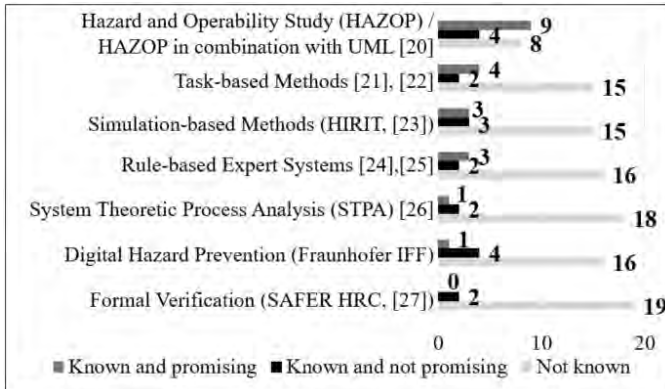 Hazard and Operability Study (HAZOP) / 9
HAZOP in combination with UML [20] 4 8
Task-based Methods [21], [22] 4 2 15
Simulation-based Methods (HIRIT, [23]) 3 3 15
Rule-based Expert Systems [24],[25] 3 2 16
System Theoretic Process Analysis (STPA) [26] 1 2 18
Digital Hazard Prevention (Fraunhofer IFF) 1 4 16
Formal Verification (SAFER HRC, [27]) 0 2 19
0 10 20
Known and promising Known and not promising Not known